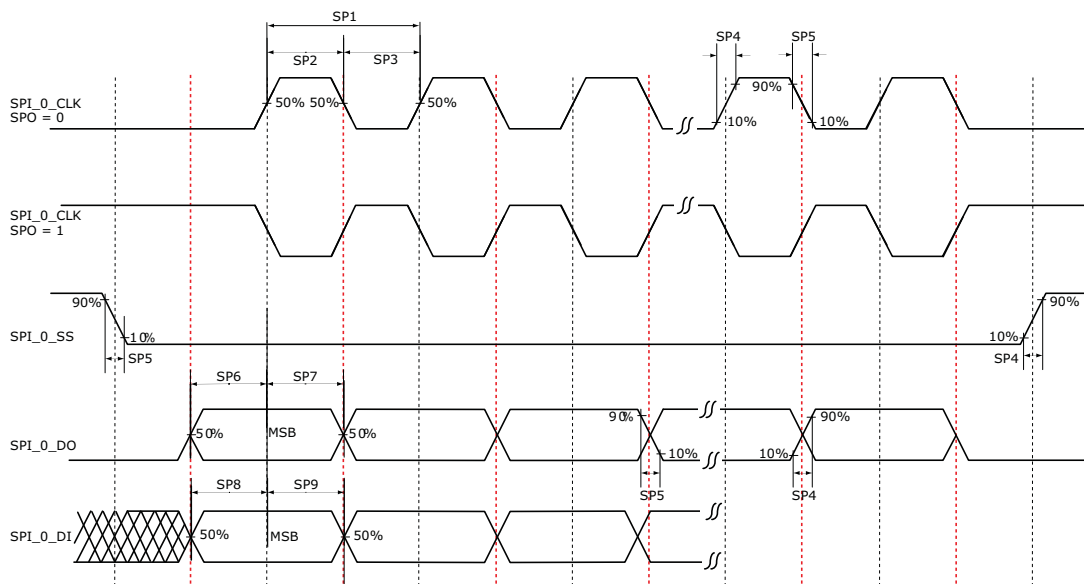 SP1
SP2
SP3
SP4
SP5
SPI_0_CLK
SPO = 0
50%
50%
50%
90%
10%
10%
SPI_0_CLK
SPO = 1
90%
10%
SPI_0_SS
SP5
90%
10%
SP4
SP6
SP7
50%
MSB
50%
SPI_0_DO
90%
10%
SP5
90%
10%
SP4
SP8
SP9
50%
MSB
50%
SPI_0_DI